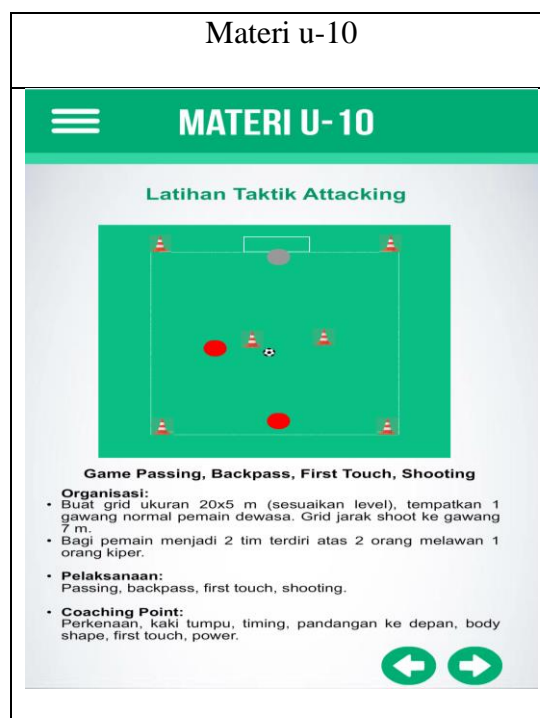 Materi u-10
MATERI U-10
Latihan Taktik Attacking
Game Passing, Backpass, First Touch, Shooting
Organisasi:
• Buat grid ukuran 20x5 m (sesuaikan level), tempatkan 1
gawang normal pemain dewasa. Grid jarak shoot ke gawang
7 m.
• Bagi pemain menjadi 2 tim terdiri atas 2 orang melawan 1
orang kiper.
• Pelaksanaan:
Passing, backpass, first touch, shooting.
• Coaching Point:
Perkenaan, kaki tumpu, timing, pandangan ke depan, body
shape, first touch, power.